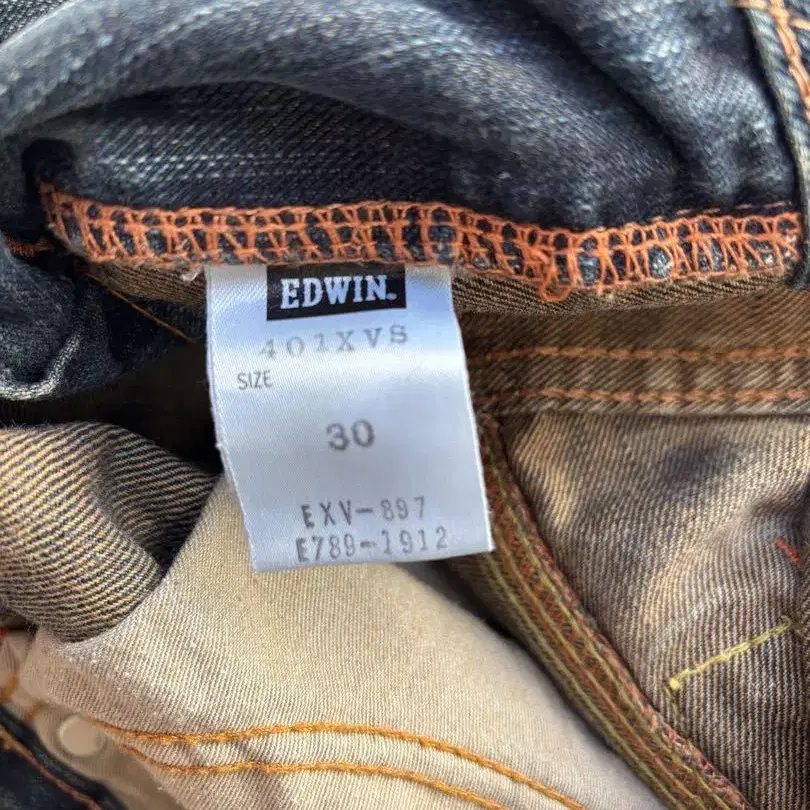 EDWIN.
401XVS
SIZE
30
EXV-897
E789-1912